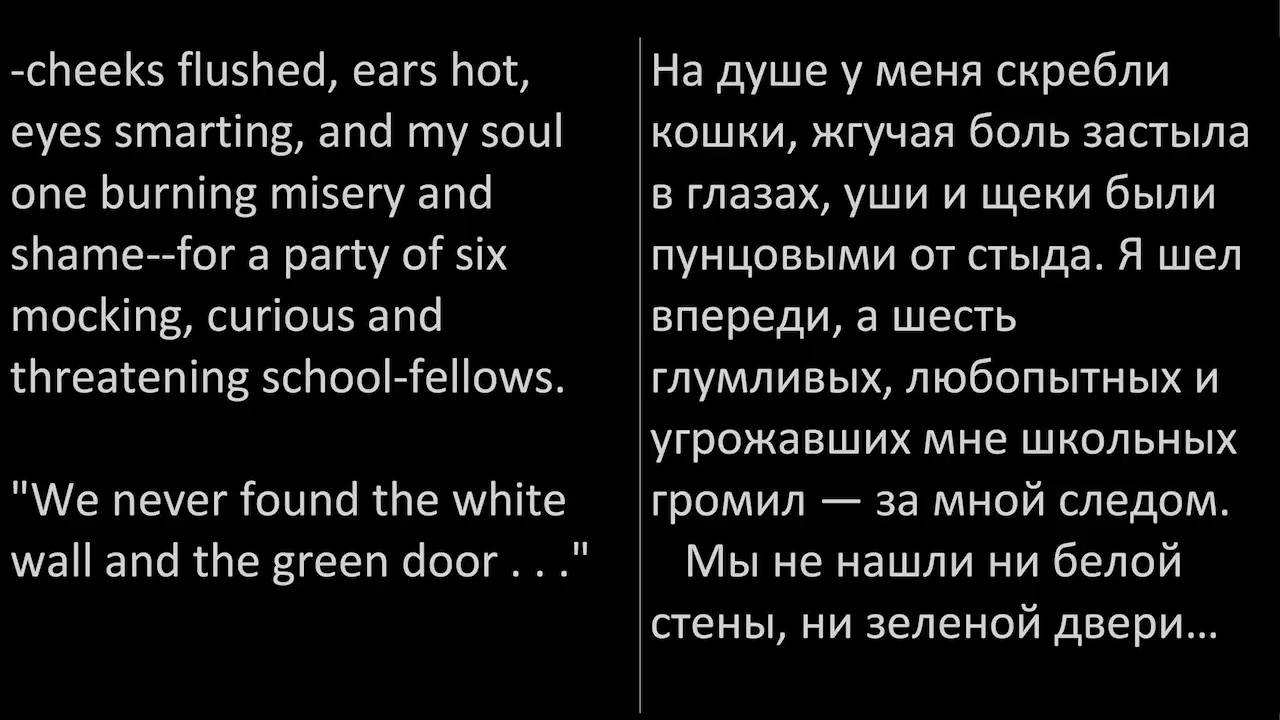 -cheeks flushed, ears hot,
eyes smarting, and my soul
one burning misery and
shame--for a party of six
mocking, curious and
threatening school-fellows.
"We never found the white
wall and the green door . . ."
На душе у меня скребли
кошки, жгучая боль застыла
в глазах, уши и щеки были
пунцовыми от стыда. Я шел
впереди, а шесть
глумливых, любопытных и
угрожавших мне школьных
громил — за мной следом.
Мы не нашли ни белой
стены, ни зеленой двери…